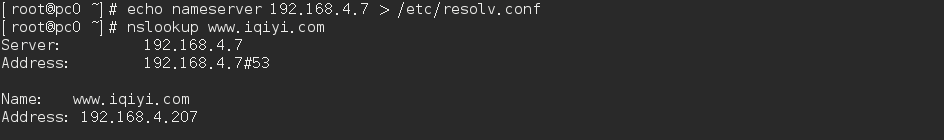 [root@pc0 ~]# echo nameserver 192.168.4.7 > /etc/resolv.conf
[root@pc0 ~]# nslookup www.iqiyi.com
Server:         192.168.4.7
Address:        192.168.4.7#53

Name:   www.iqiyi.com
Address: 192.168.4.207